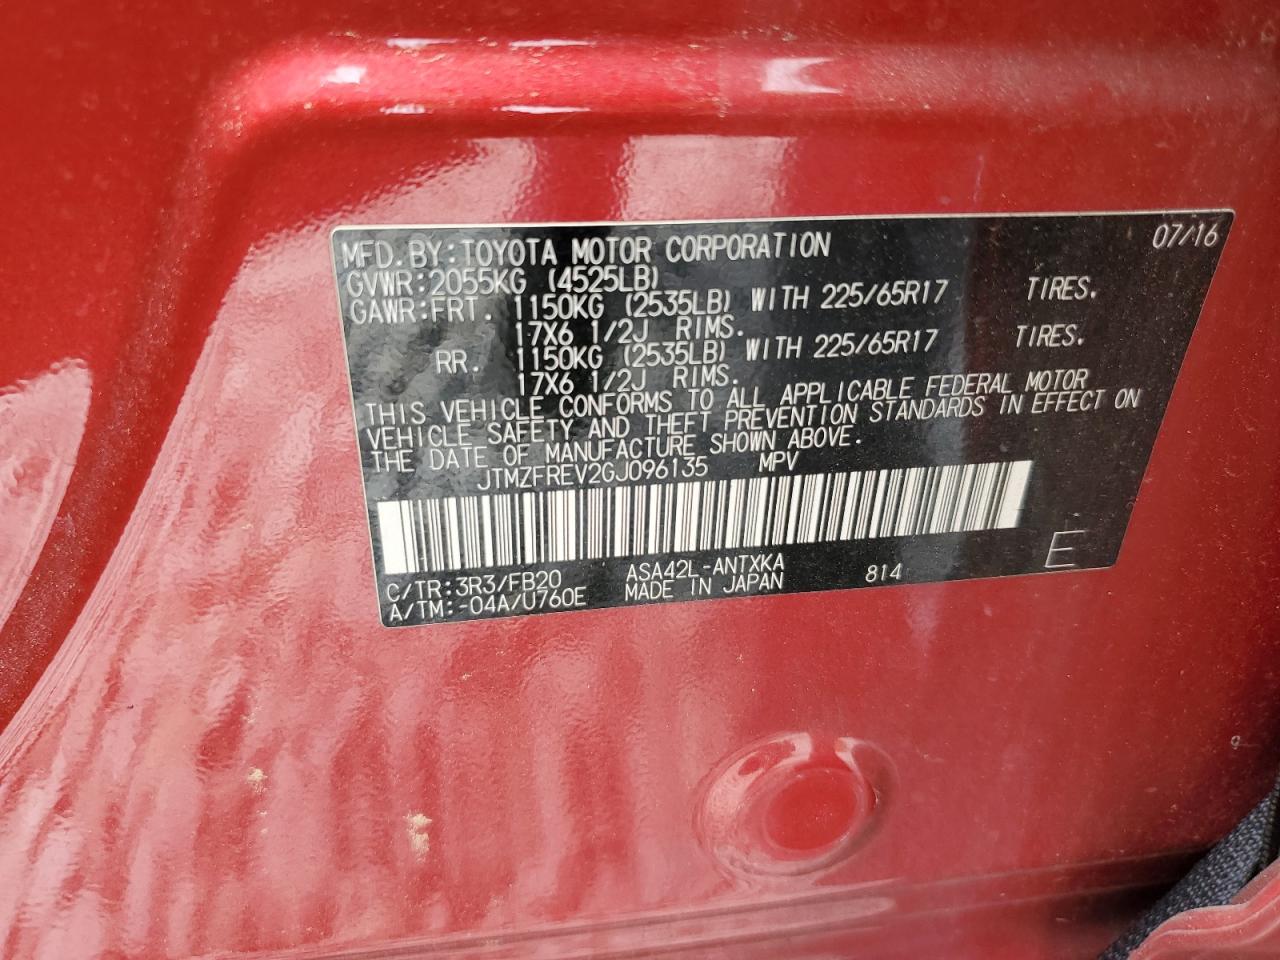 MFD. BY: TOYOTA MOTOR CORPORATION 07/16
GVWR: 2055KG (4525LB)
GAWR: FRT. 1150KG (2535LB) WITH 225/65R17 TIRES.
17X6 1/2J RIMS.
RR. 1150KG (2535LB) WITH 225/65R17 TIRES.
17X6 1/2J RIMS.
THIS VEHICLE CONFORMS TO ALL APPLICABLE FEDERAL MOTOR
VEHICLE SAFETY AND THEFT PREVENTION STANDARDS IN EFFECT ON
THE DATE OF MANUFACTURE SHOWN ABOVE.
JTMZFREV2GJ096135 MPV
C/TR: 3R3/FB20 ASA42L-ANTXKA 814 E
A/TM: -04A/U760E MADE IN JAPAN